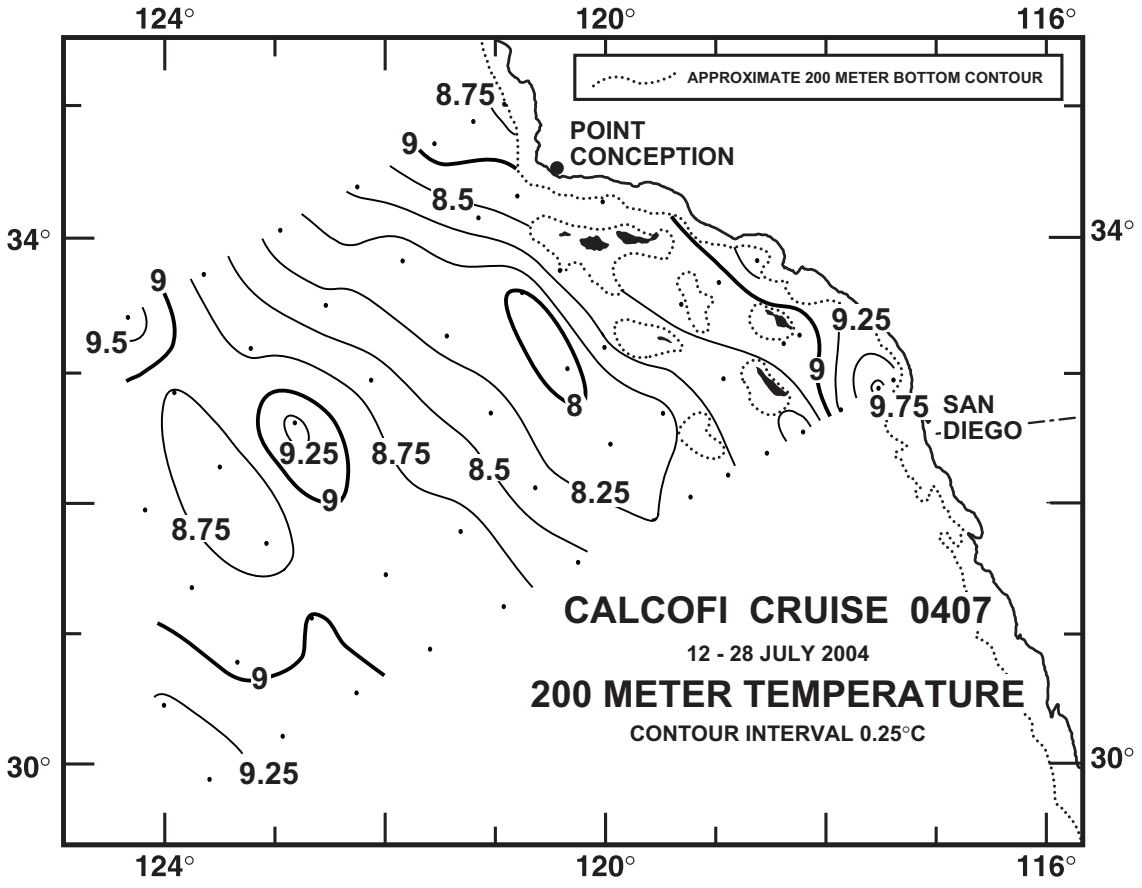 124° 120° 116°
APPROXIMATE 200 METER BOTTOM CONTOUR
8.75
POINT
CONCEPTION
9
8.5
34° 34°
9
9.5
9.25
9
8
9.75
SAN
DIEGO
9.25
8.75
8.5
8.25
9
8.75
CALCOFI CRUISE 0407
12 - 28 JULY 2004
200 METER TEMPERATURE
CONTOUR INTERVAL 0.25°C
9
9.25
30° 30°
124° 120° 116°